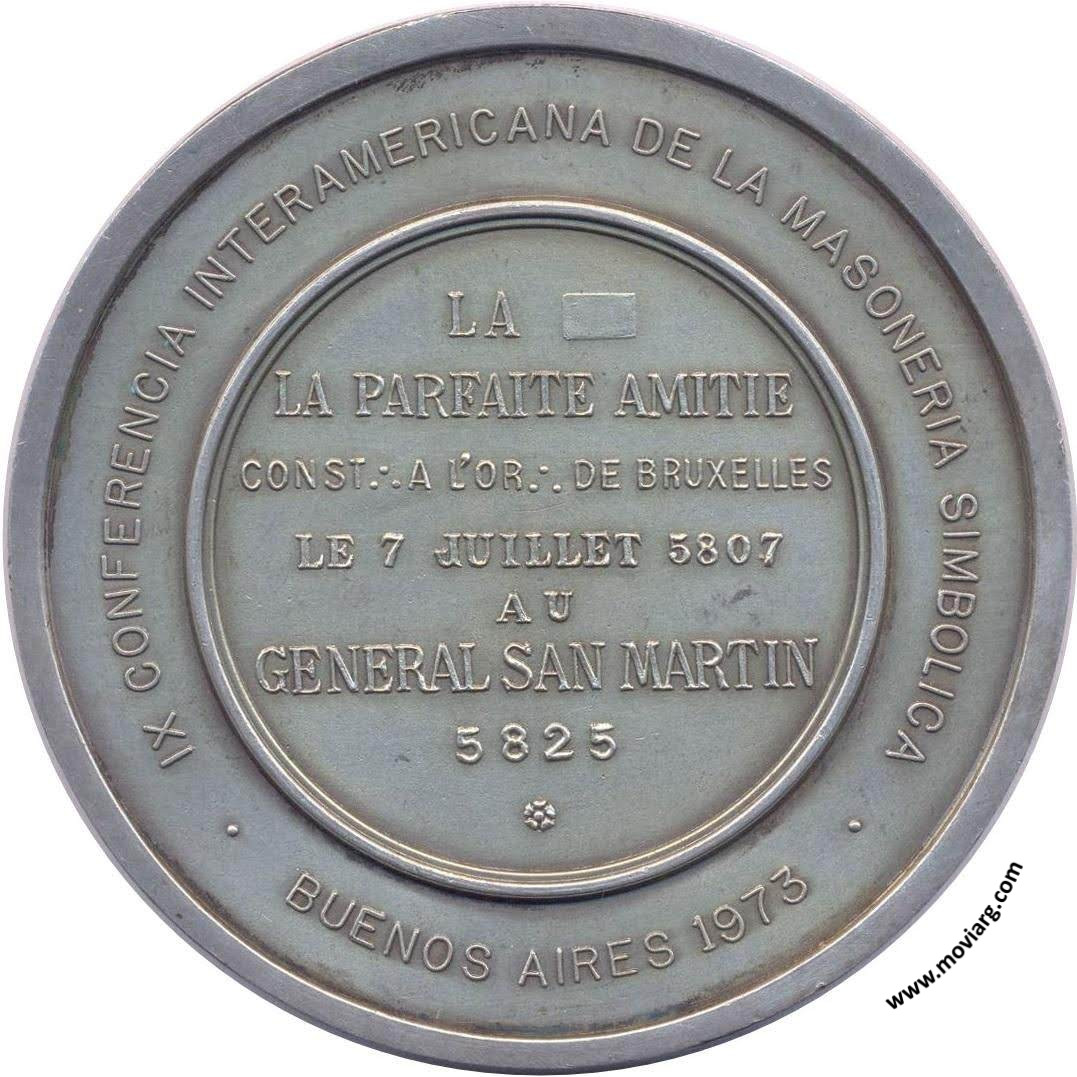 IX CONFERENCIA INTERAMERICANA DE LA MASONERIA SIMBOLICA
LA
LA PARFAITE AMITIE
CONST∴ A L'OR∴ DE BRUXELLES
LE 7 JUILLET 5807
AU
GENERAL SAN MARTIN
5825
· BUENOS AIRES 1973 ·
www.moviarg.com